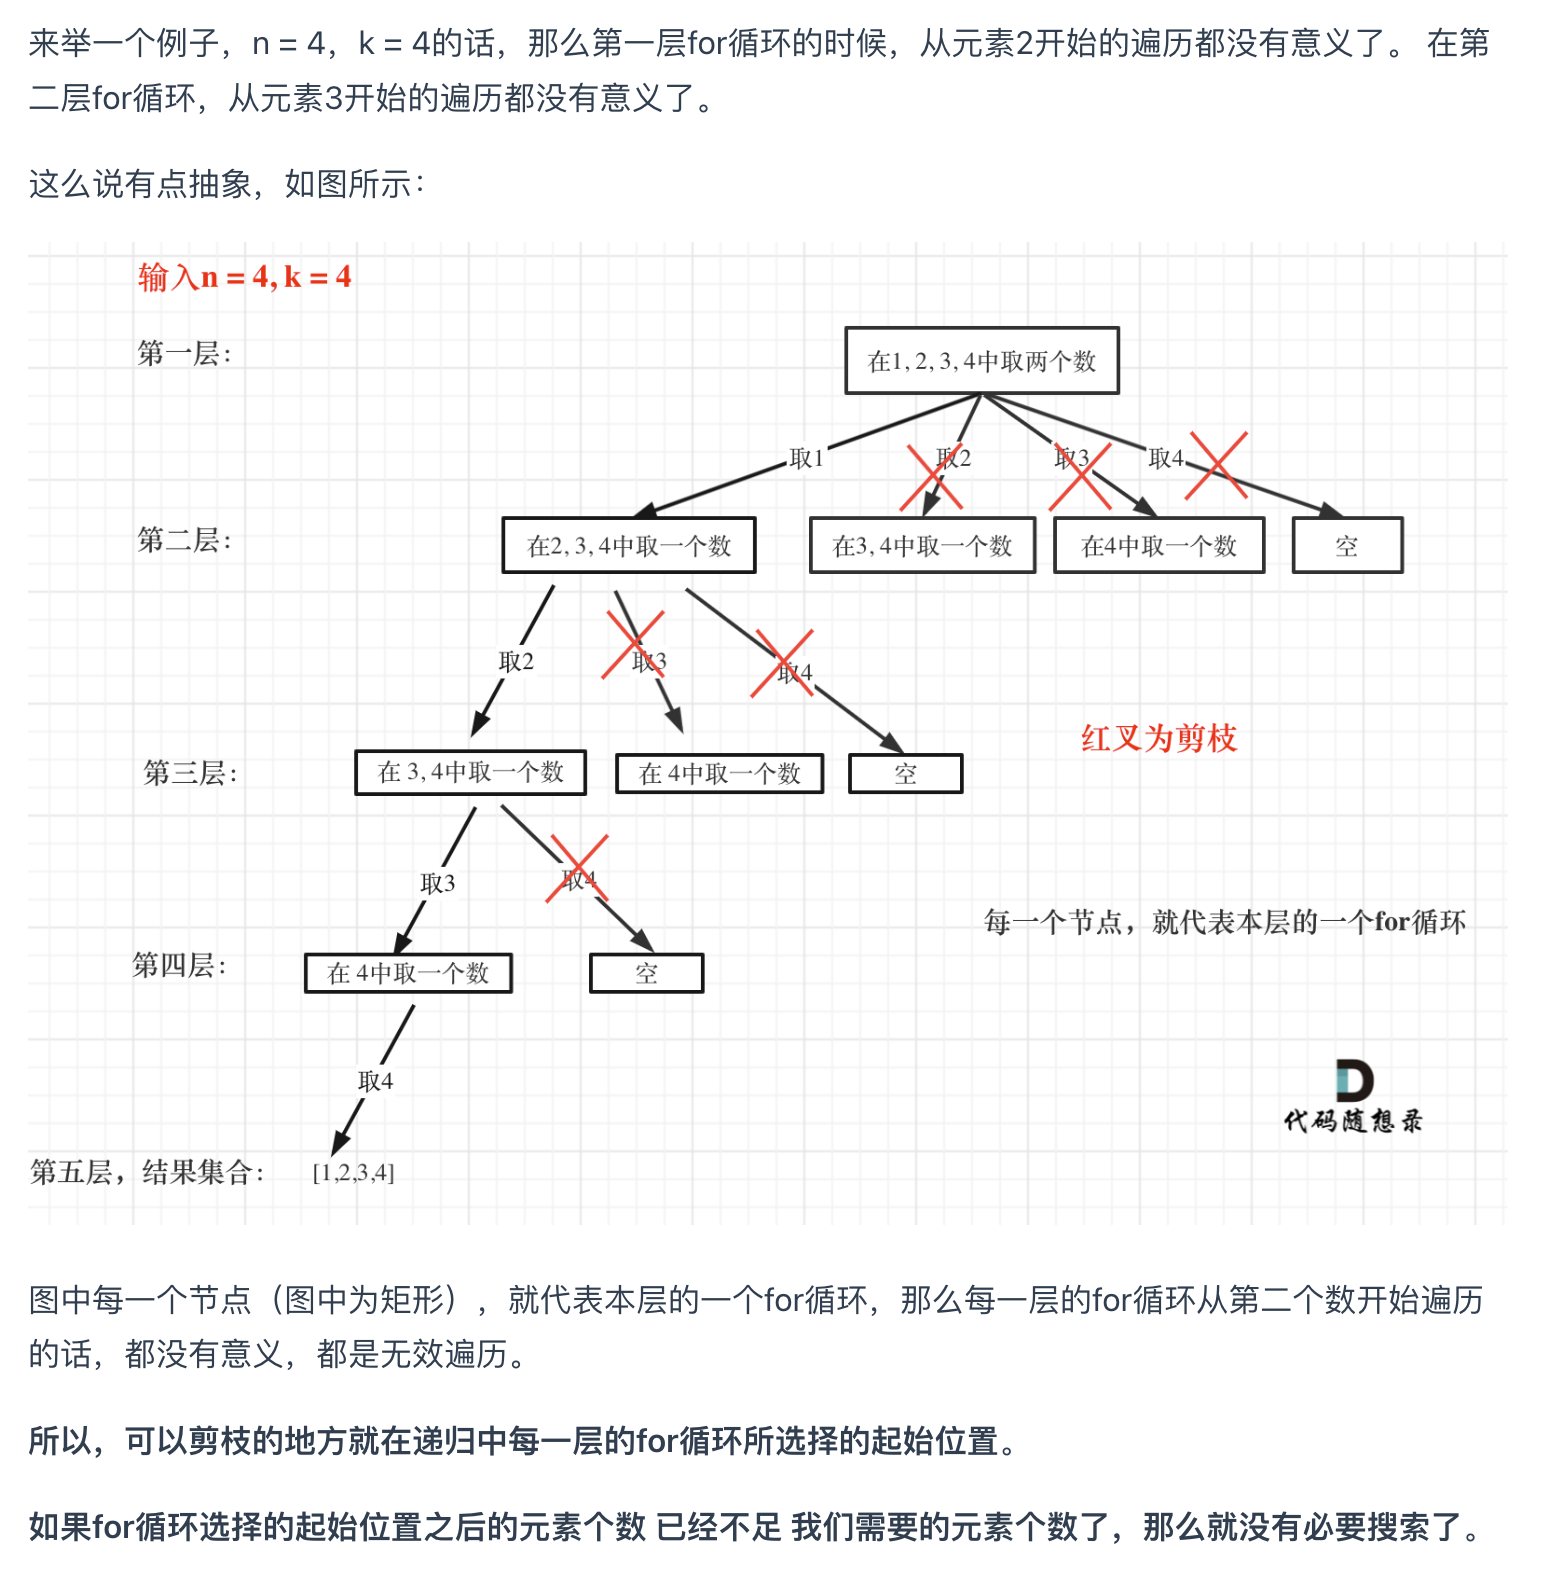 来举一个例子，n = 4，k = 4的话，那么第一层for循环的时候，从元素2开始的遍历都没有意义了。 在第
二层for循环，从元素3开始的遍历都没有意义了。
这么说有点抽象，如图所示：
输入n = 4, k = 4
第一层：
在1, 2, 3, 4中取两个数
取1
取2
取3
取4
第二层：
在2, 3, 4中取一个数
在3, 4中取一个数
在4中取一个数
空
取2
取3
取4
红叉为剪枝
第三层：
在 3, 4中取一个数
在 4中取一个数
空
取3
取4
每一个节点，就代表本层的一个for循环
第四层：
在 4中取一个数
空
取4
代码随想录
第五层，结果集合：
[1,2,3,4]
图中每一个节点（图中为矩形），就代表本层的一个for循环，那么每一层的for循环从第二个数开始遍历
的话，都没有意义，都是无效遍历。
所以，可以剪枝的地方就在递归中每一层的for循环所选择的起始位置。
如果for循环选择的起始位置之后的元素个数 已经不足 我们需要的元素个数了，那么就没有必要搜索了。